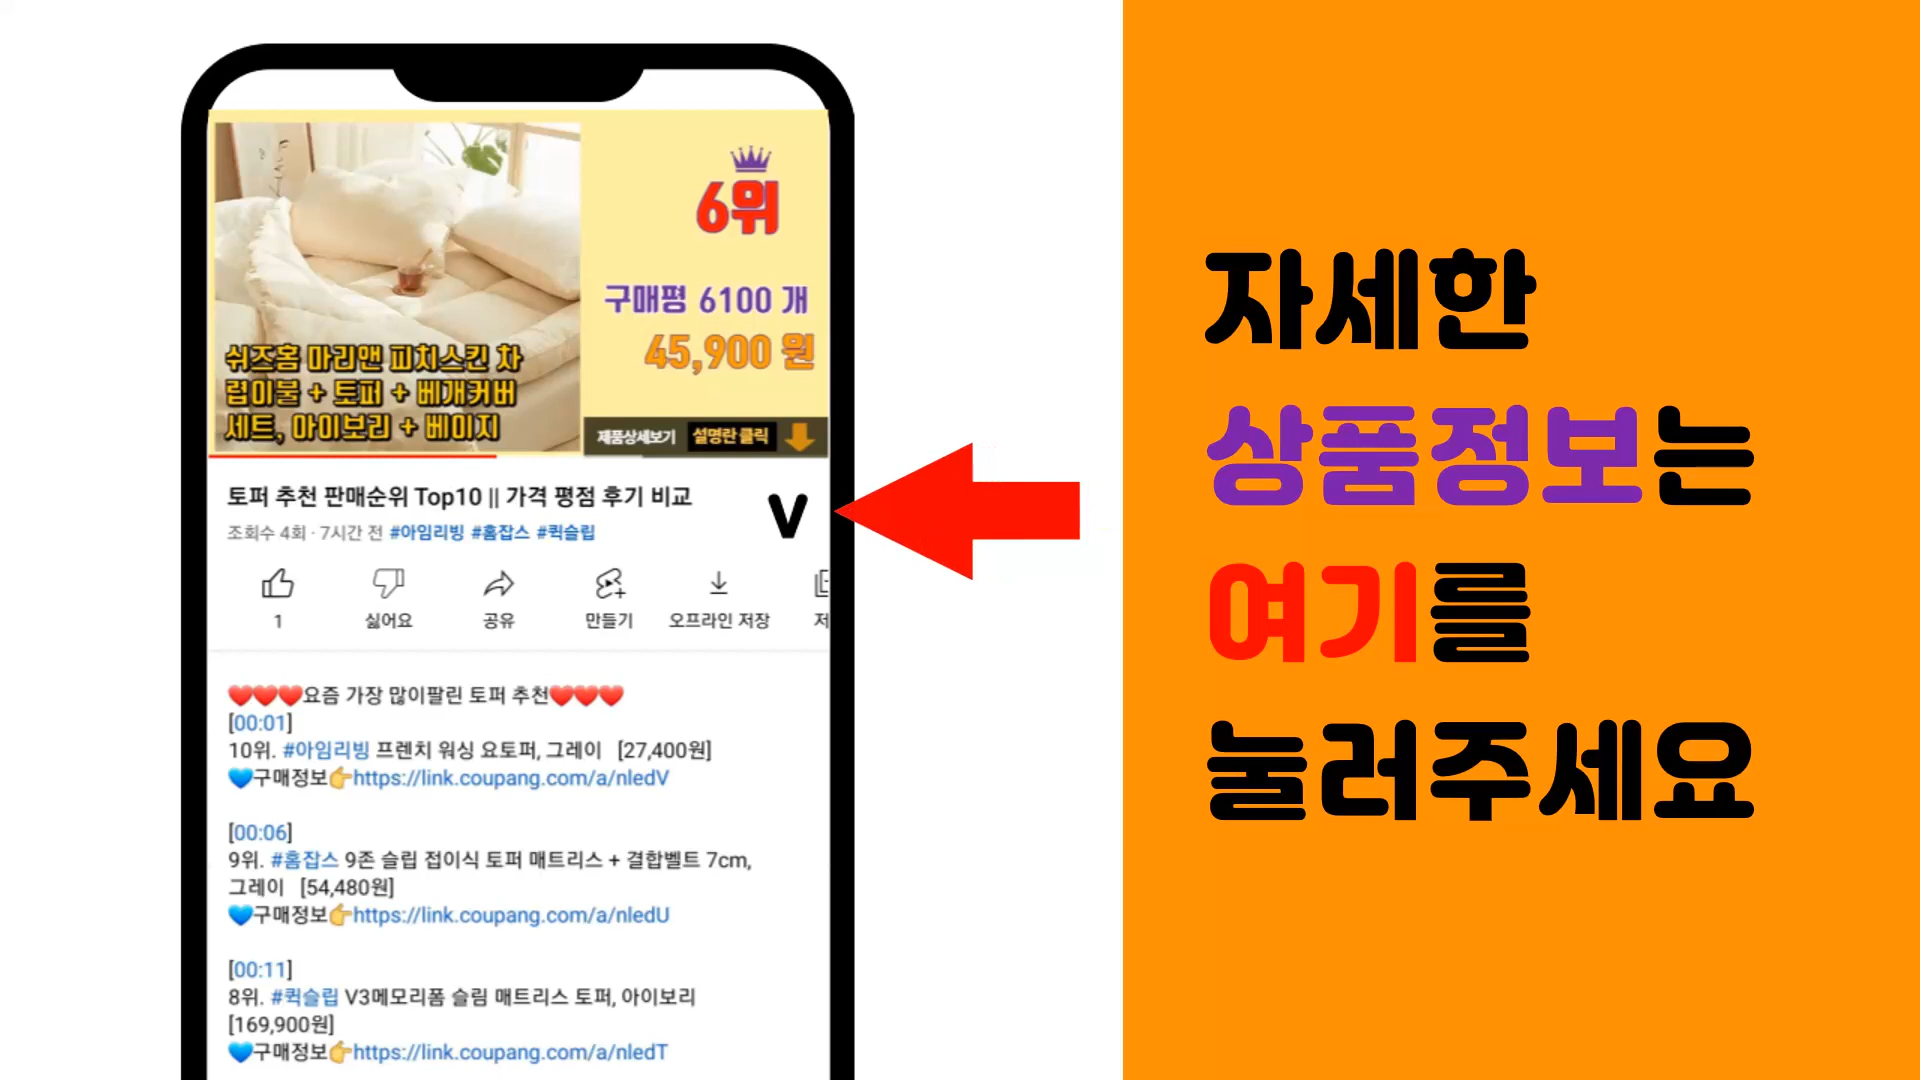 6위
구매평 6100 개
45,900 원
쉬즈홈 마리앤 피치스킨 차
렵이불 + 토퍼 + 베개커버
세트, 아이보리 + 베이지
제품상세보기 설명란 클릭
토퍼 추천 판매순위 Top10 || 가격 평점 후기 비교
V
조회수 4회 · 7시간 전 #아임리빙 #홈잡스 #퀵슬립
1 싫어요 공유 만들기 오프라인 저장 저
❤❤❤요즘 가장 많이팔린 토퍼 추천❤❤❤
[00:01]
10위. #아임리빙 프렌치 워싱 요토퍼, 그레이 [27,400원]
💙구매정보👉https://link.coupang.com/a/nledV
[00:06]
9위. #홈잡스 9존 슬립 접이식 토퍼 매트리스 + 결합벨트 7cm,
그레이 [54,480원]
💙구매정보👉https://link.coupang.com/a/nledU
[00:11]
8위. #퀵슬립 V3메모리폼 슬림 매트리스 토퍼, 아이보리
[169,900원]
💙구매정보👉https://link.coupang.com/a/nledT
자세한
상품정보는
여기를
눌러주세요